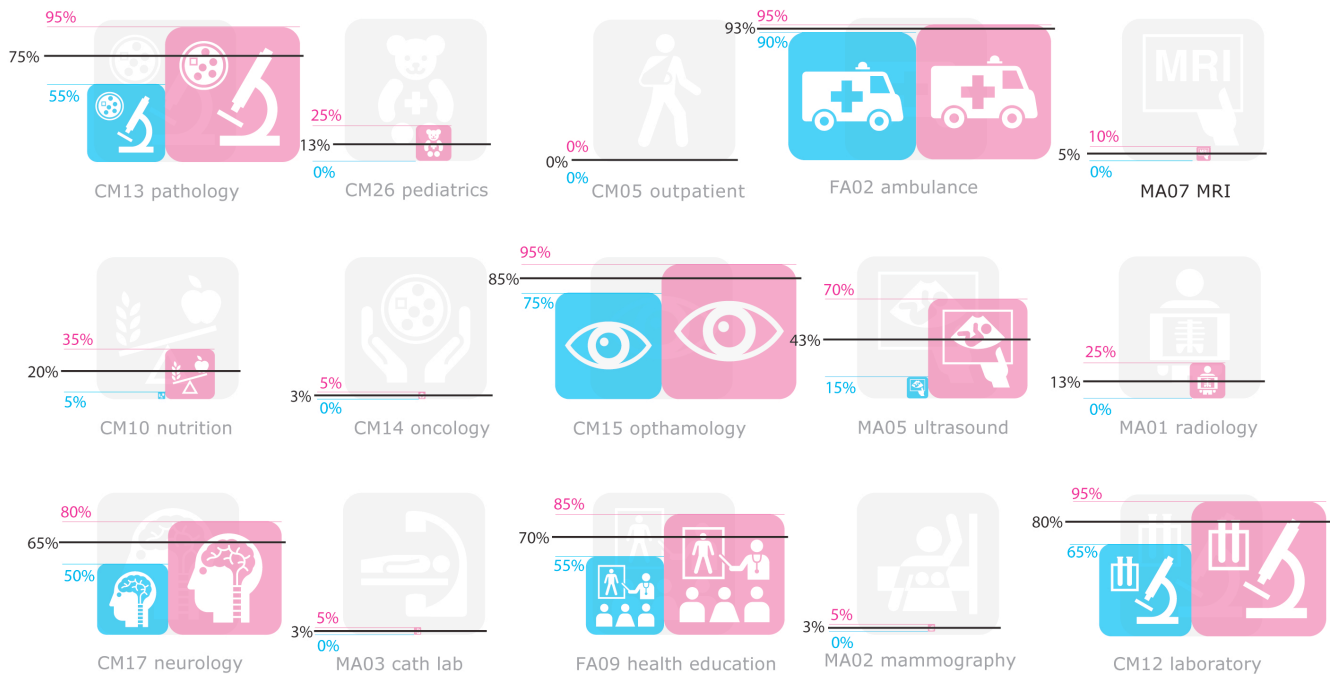 95%
75%
55%
CM13 pathology
25%
13%
0%
CM26 pediatrics
0%
0%
0%
CM05 outpatient
95%
93%
90%
FA02 ambulance
MRI
10%
5%
0%
MA07 MRI
35%
20%
5%
CM10 nutrition
5%
3%
0%
CM14 oncology
95%
85%
75%
CM15 opthamology
70%
43%
15%
MA05 ultrasound
25%
13%
0%
MA01 radiology
80%
65%
50%
CM17 neurology
5%
3%
0%
MA03 cath lab
85%
70%
55%
FA09 health education
5%
3%
0%
MA02 mammography
95%
80%
65%
CM12 laboratory